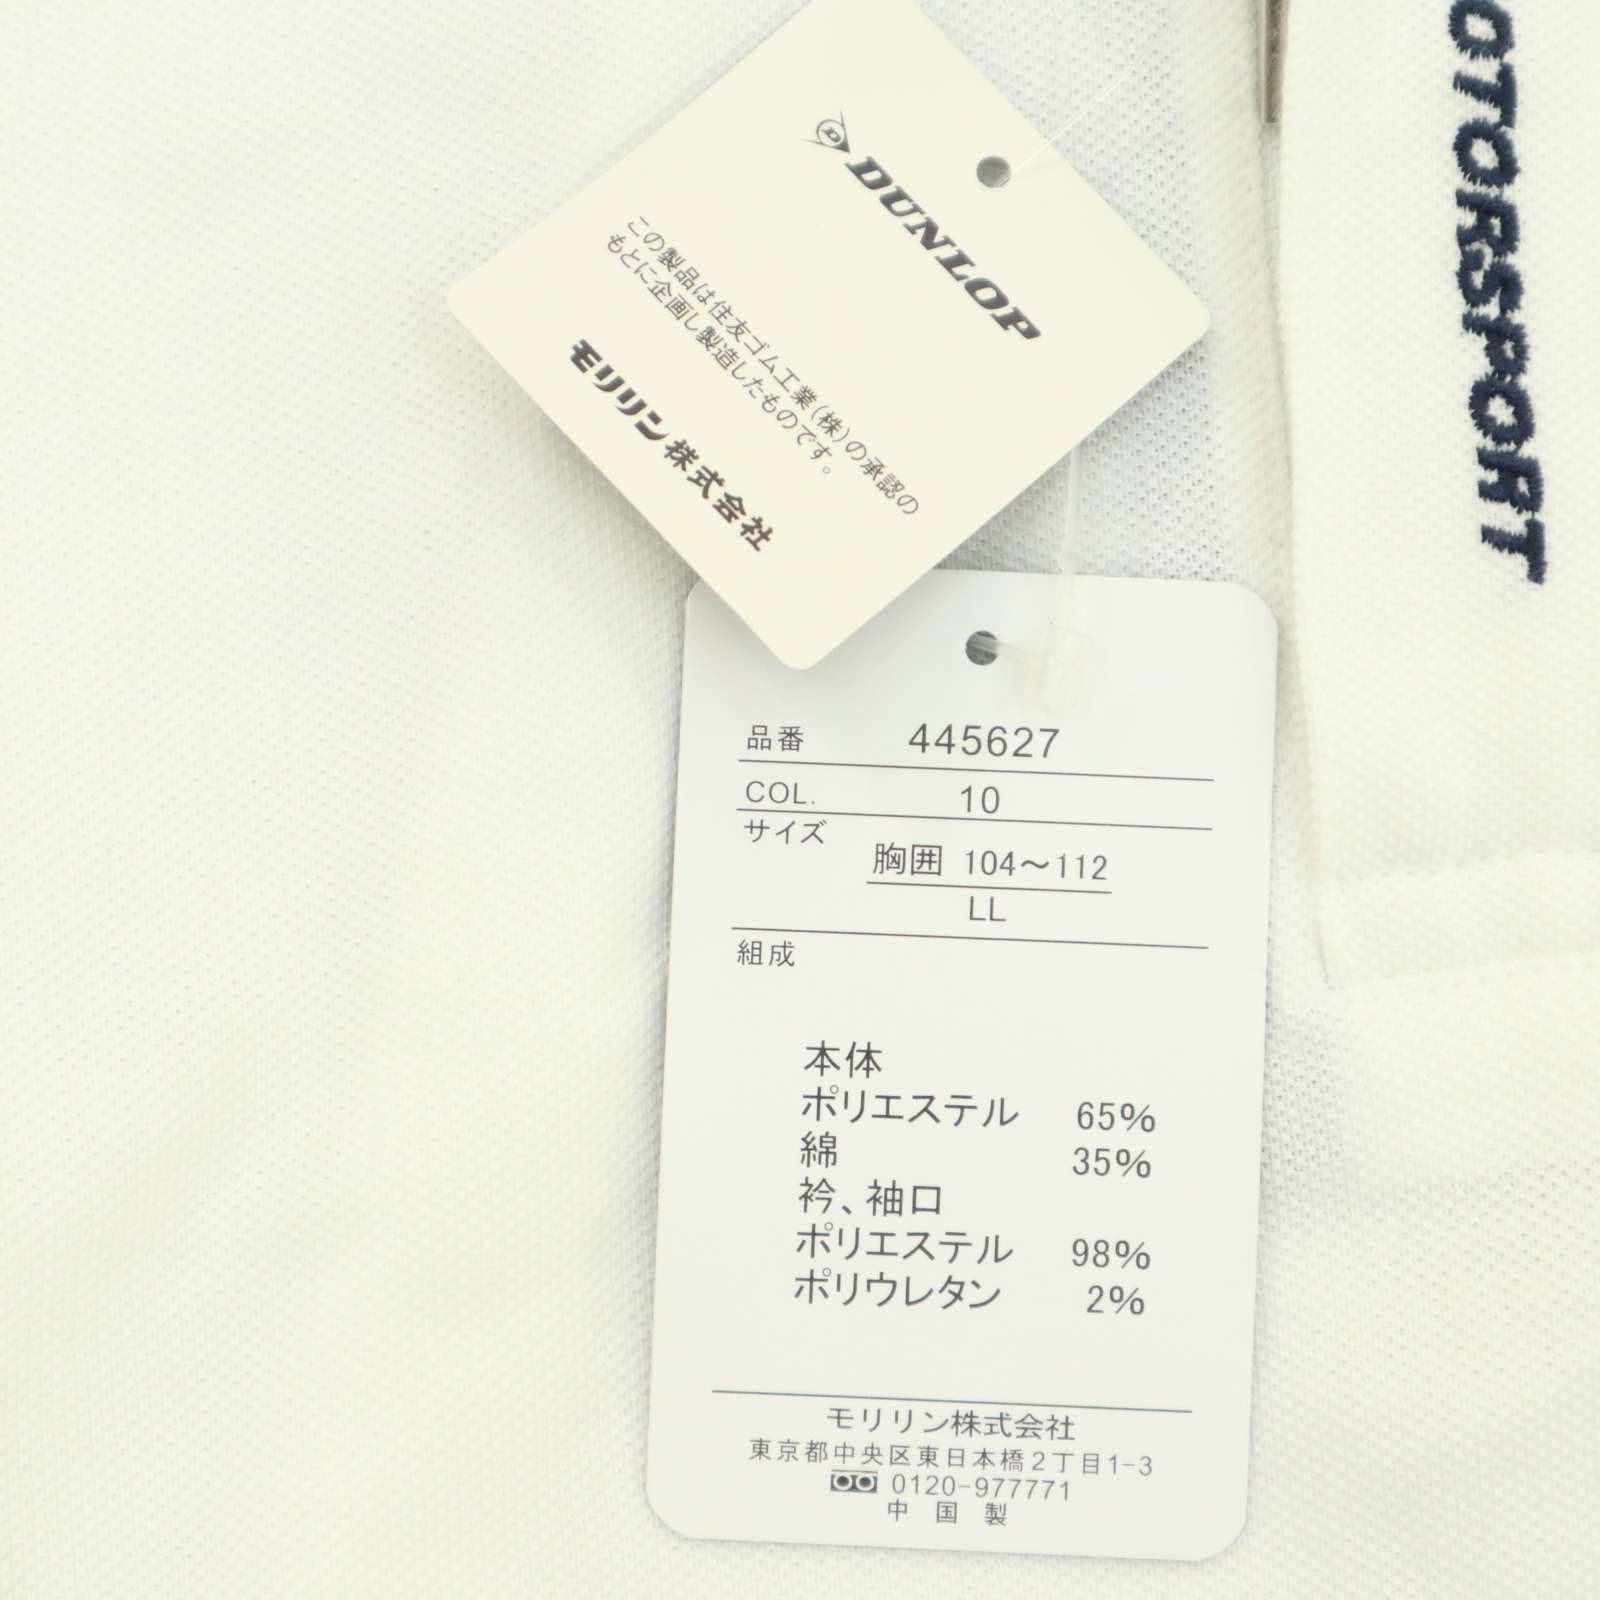 DUNLOP
この製品は住友ゴム工業(株)の承認の
もとに企画し製造したものです。
モリリン株式会社
OTORSPORT
品番 445627
COL. 10
サイズ
胸囲 104〜112
LL
組成
本体
ポリエステル 65%
綿 35%
衿、袖口
ポリエステル 98%
ポリウレタン 2%
モリリン株式会社
東京都中央区東日本橋2丁目1-3
0120-977771
中国製